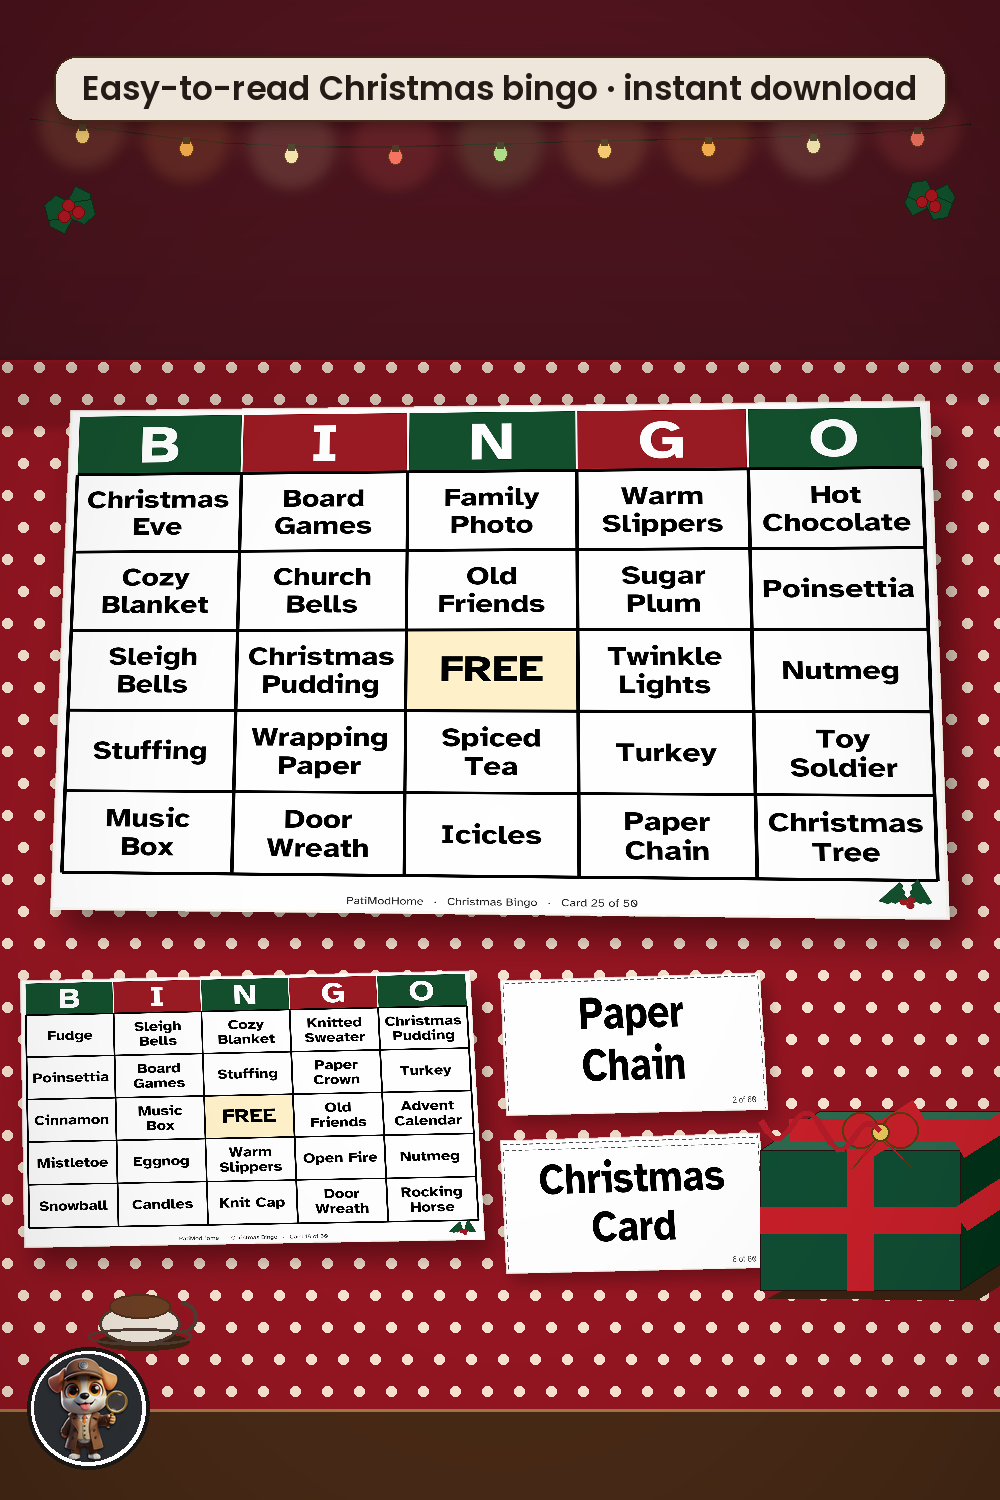 Easy-to-read Christmas bingo · instant download
B I N G O
Christmas Eve Board Games Family Photo Warm Slippers Hot Chocolate
Cozy Blanket Church Bells Old Friends Sugar Plum Poinsettia
Sleigh Bells Christmas Pudding FREE Twinkle Lights Nutmeg
Stuffing Wrapping Paper Spiced Tea Turkey Toy Soldier
Music Box Door Wreath Icicles Paper Chain Christmas Tree
PatiModHome · Christmas Bingo · Card 25 of 50
B I N G O
Fudge Sleigh Bells Cozy Blanket Knitted Sweater Christmas Pudding
Poinsettia Board Games Stuffing Paper Crown Turkey
Cinnamon Music Box FREE Old Friends Advent Calendar
Mistletoe Eggnog Warm Slippers Open Fire Nutmeg
Snowball Candles Knit Cap Door Wreath Rocking Horse
Paper
Chain
2 of 80
Christmas
Card